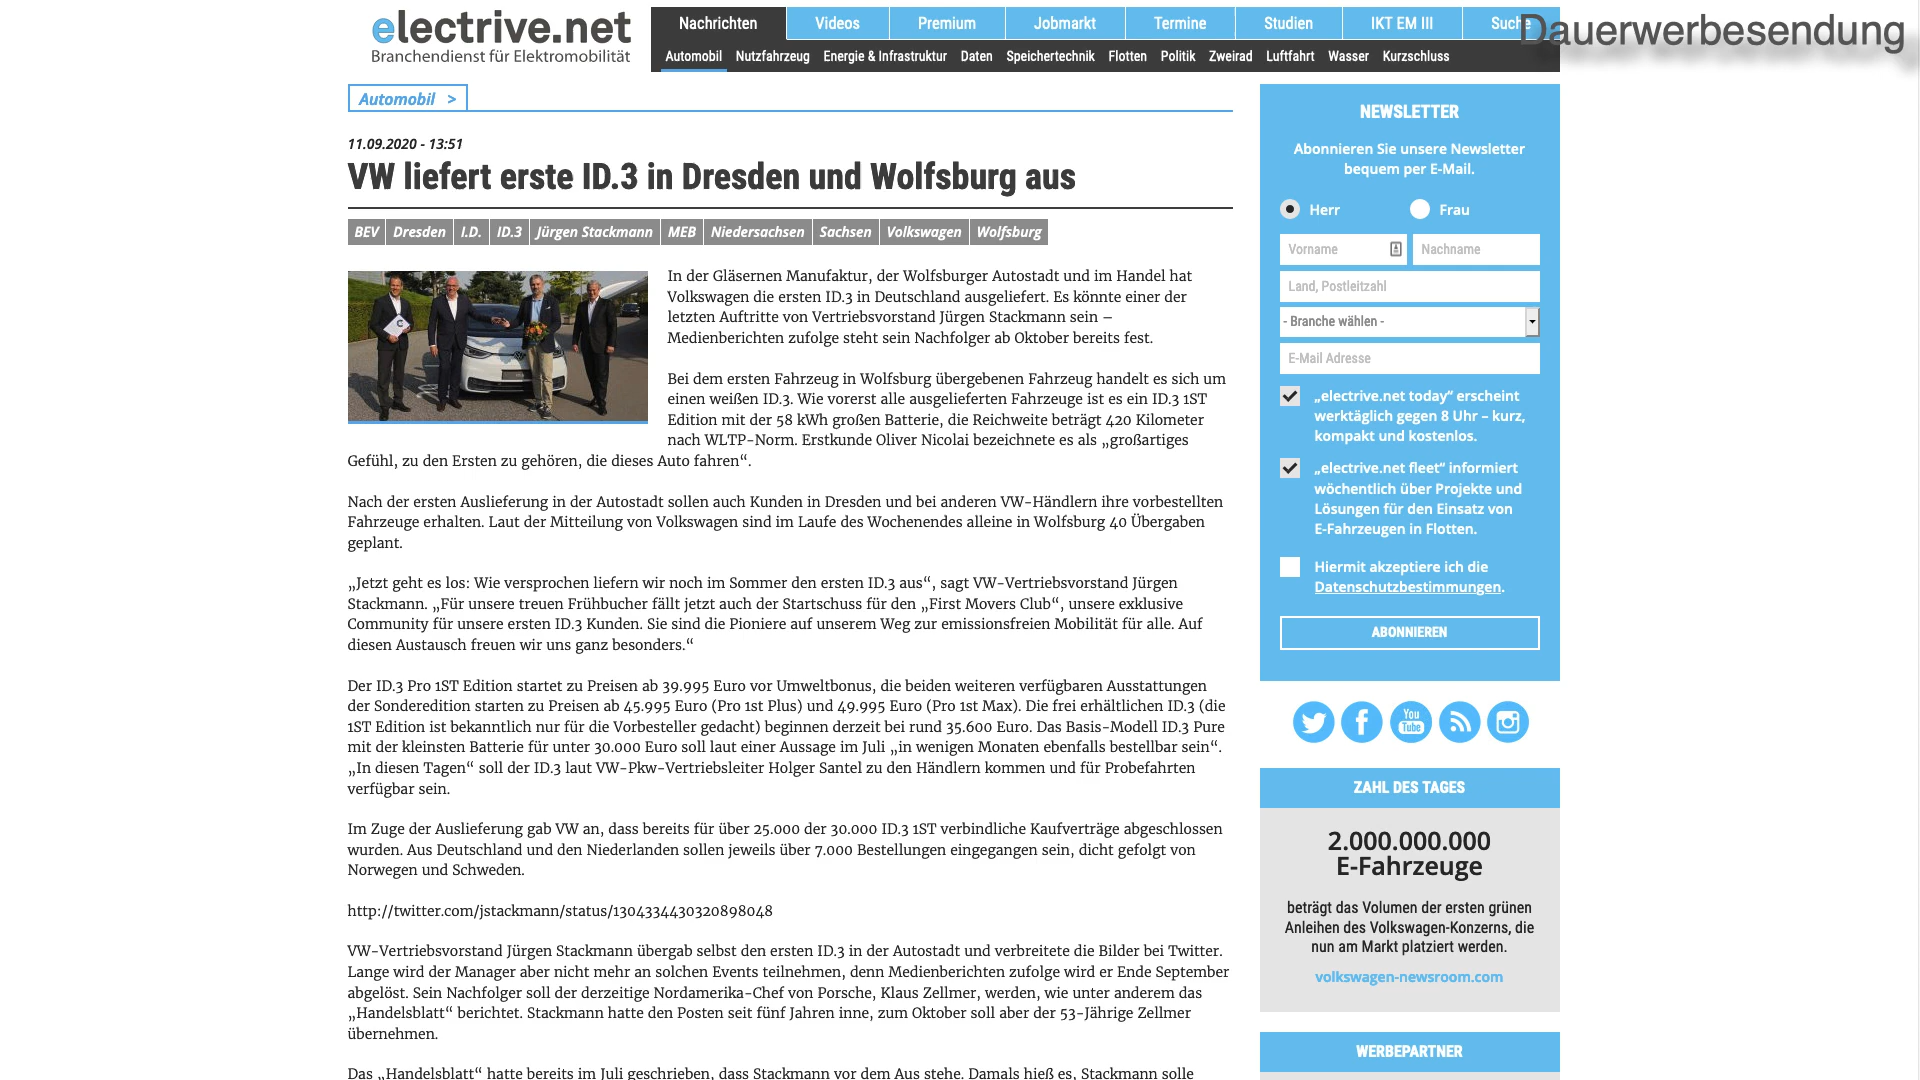 electrive.net
Branchendienst für Elektromobilität
Nachrichten Videos Premium Jobmarkt Termine Studien IKT EM III Suche
Dauerwerbesendung
Automobil Nutzfahrzeug Energie & Infrastruktur Daten Speichertechnik Flotten Politik Zweirad Luftfahrt Wasser Kurzschluss
Automobil >
11.09.2020 - 13:51
VW liefert erste ID.3 in Dresden und Wolfsburg aus
BEV Dresden I.D. ID.3 Jürgen Stackmann MEB Niedersachsen Sachsen Volkswagen Wolfsburg
In der Gläsernen Manufaktur, der Wolfsburger Autostadt und im Handel hat
Volkswagen die ersten ID.3 in Deutschland ausgeliefert. Es könnte einer der
letzten Auftritte von Vertriebsvorstand Jürgen Stackmann sein –
Medienberichten zufolge steht sein Nachfolger ab Oktober bereits fest.
Bei dem ersten Fahrzeug in Wolfsburg übergebenen Fahrzeug handelt es sich um
einen weißen ID.3. Wie vorerst alle ausgelieferten Fahrzeuge ist es ein ID.3 1ST
Edition mit der 58 kWh großen Batterie, die Reichweite beträgt 420 Kilometer
nach WLTP-Norm. Erstkunde Oliver Nicolai bezeichnete es als „großartiges
Gefühl, zu den Ersten zu gehören, die dieses Auto fahren“.
Nach der ersten Auslieferung in der Autostadt sollen auch Kunden in Dresden und bei anderen VW-Händlern ihre vorbestellten
Fahrzeuge erhalten. Laut der Mitteilung von Volkswagen sind im Laufe des Wochenendes alleine in Wolfsburg 40 Übergaben
geplant.
„Jetzt geht es los: Wie versprochen liefern wir noch im Sommer den ersten ID.3 aus“, sagt VW-Vertriebsvorstand Jürgen
Stackmann. „Für unsere treuen Frühbucher fällt jetzt auch der Startschuss für den „First Movers Club“, unsere exklusive
Community für unsere ersten ID.3 Kunden. Sie sind die Pioniere auf unserem Weg zur emissionsfreien Mobilität für alle. Auf
diesen Austausch freuen wir uns ganz besonders.“
Der ID.3 Pro 1ST Edition startet zu Preisen ab 39.995 Euro vor Umweltbonus, die beiden weiteren verfügbaren Ausstattungen
der Sonderedition starten zu Preisen ab 45.995 Euro (Pro 1st Plus) und 49.995 Euro (Pro 1st Max). Die frei erhältlichen ID.3 (die
1ST Edition ist bekanntlich nur für die Vorbesteller gedacht) beginnen derzeit bei rund 35.600 Euro. Das Basis-Modell ID.3 Pure
mit der kleinsten Batterie für unter 30.000 Euro soll laut einer Aussage im Juli „in wenigen Monaten ebenfalls bestellbar sein“.
„In diesen Tagen“ soll der ID.3 laut VW-Pkw-Vertriebsleiter Holger Santel zu den Händlern kommen und für Probefahrten
verfügbar sein.
Im Zuge der Auslieferung gab VW an, dass bereits für über 25.000 der 30.000 ID.3 1ST verbindliche Kaufverträge abgeschlossen
wurden. Aus Deutschland und den Niederlanden sollen jeweils über 7.000 Bestellungen eingegangen sein, dicht gefolgt von
Norwegen und Schweden.
http://twitter.com/jstackmann/status/1304334430320898048
VW-Vertriebsvorstand Jürgen Stackmann übergab selbst den ersten ID.3 in der Autostadt und verbreitete die Bilder bei Twitter.
Lange wird der Manager aber nicht mehr an solchen Events teilnehmen, denn Medienberichten zufolge wird er Ende September
abgelöst. Sein Nachfolger soll der derzeitige Nordamerika-Chef von Porsche, Klaus Zellmer, werden, wie unter anderem das
„Handelsblatt“ berichtet. Stackmann hatte den Posten seit fünf Jahren inne, zum Oktober soll aber der 53-Jährige Zellmer
übernehmen.
Das „Handelsblatt“ hatte bereits im Juli geschrieben, dass Stackmann vor dem Aus stehe. Damals hieß es, Stackmann solle
NEWSLETTER
Abonnieren Sie unsere Newsletter
bequem per E-Mail.
Herr Frau
Vorname Nachname
Land, Postleitzahl
- Branche wählen -
E-Mail Adresse
„electrive.net today“ erscheint
werktäglich gegen 8 Uhr – kurz,
kompakt und kostenlos.
„electrive.net fleet“ informiert
wöchentlich über Projekte und
Lösungen für den Einsatz von
E-Fahrzeugen in Flotten.
Hiermit akzeptiere ich die
Datenschutzbestimmungen.
ABONNIEREN
You
Tube
ZAHL DES TAGES
2.000.000.000
E-Fahrzeuge
beträgt das Volumen der ersten grünen
Anleihen des Volkswagen-Konzerns, die
nun am Markt platziert werden.
volkswagen-newsroom.com
WERBEPARTNER